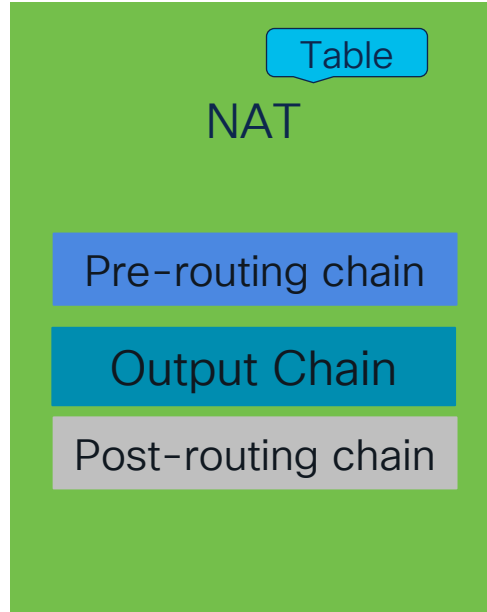 Table
NAT
Pre-routing chain
Output Chain
Post-routing chain